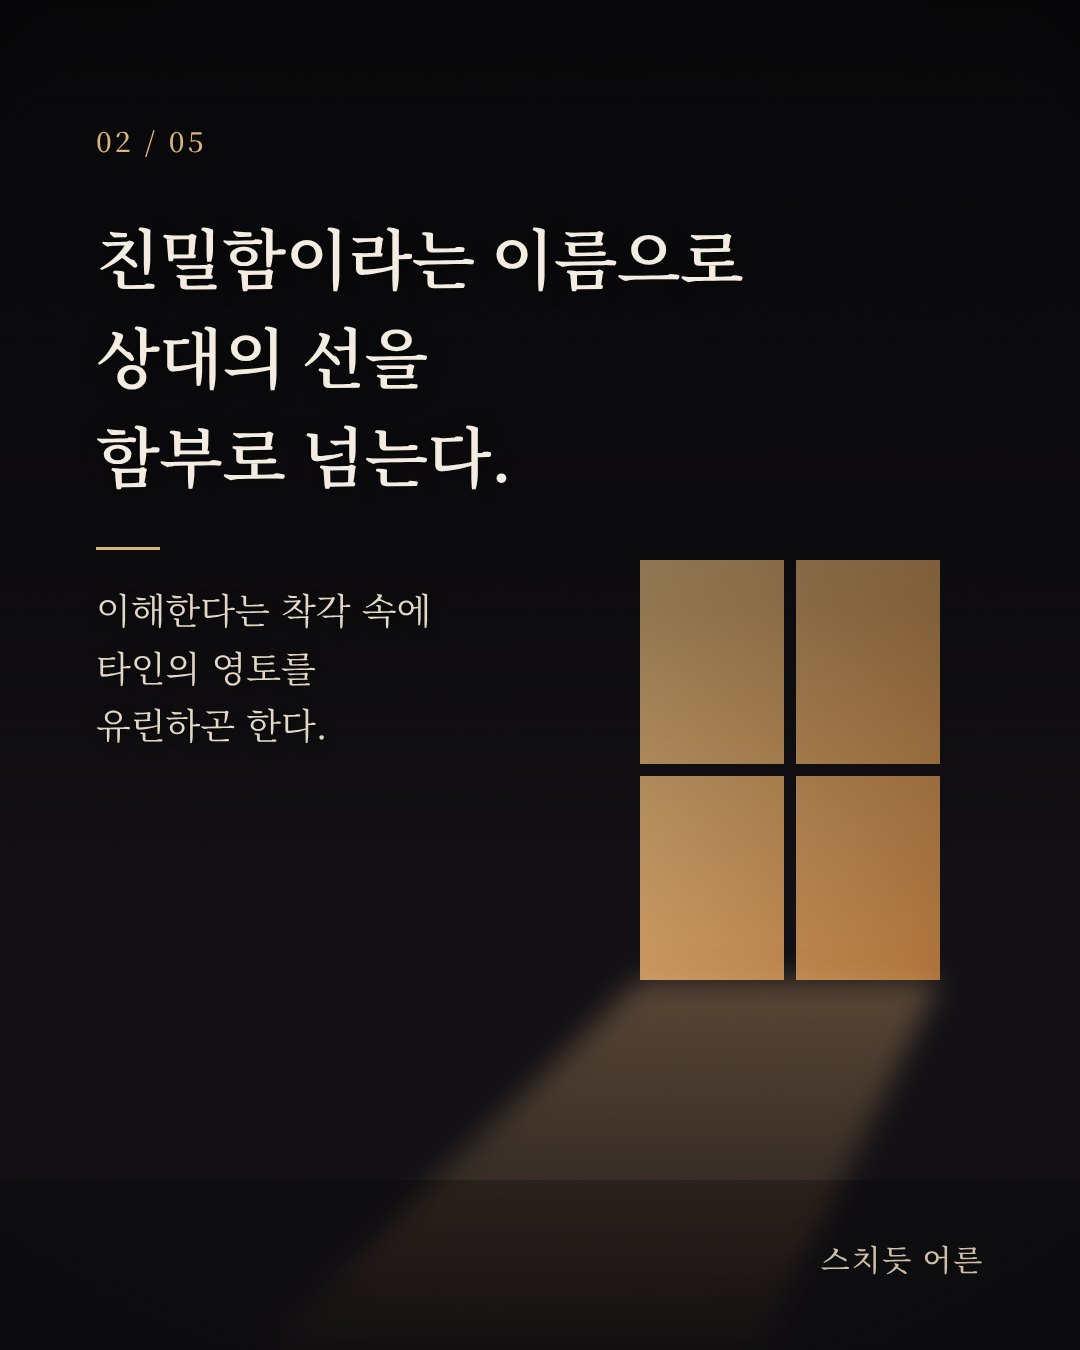 02 / 05
친밀함이라는 이름으로
상대의 선을
함부로 넘는다.
이해한다는 착각 속에
타인의 영토를
유린하곤 한다.
스치듯 어른